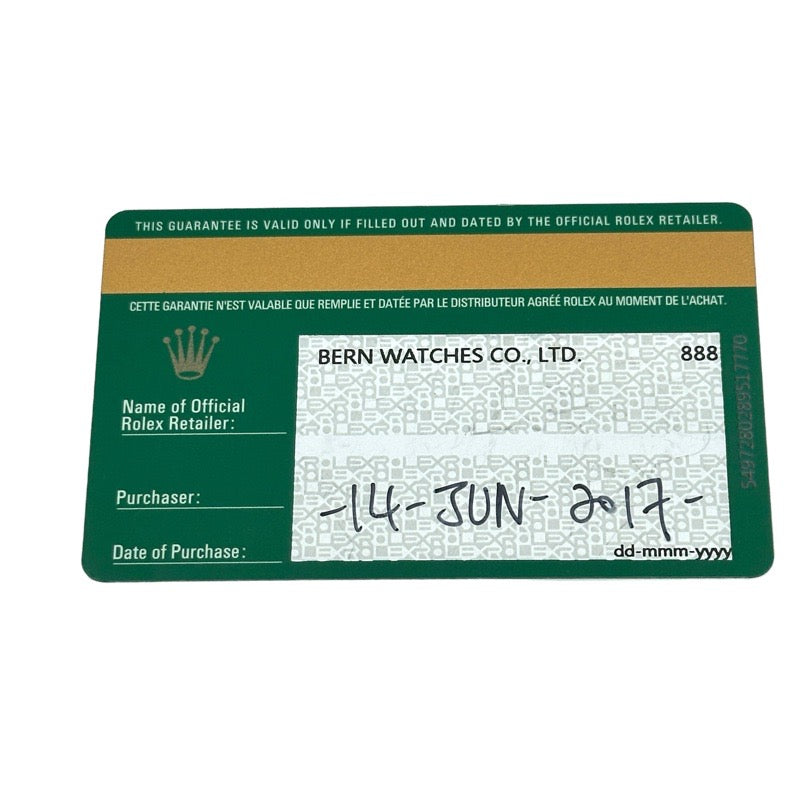 THIS GUARANTEE IS VALID ONLY IF FILLED OUT AND DATED BY THE OFFICIAL ROLEX RETAILER.
CETTE GARANTIE N'EST VALABLE QUE REMPLIE ET DATÉE PAR LE DISTRIBUTEUR AGRÉÉ ROLEX AU MOMENT DE L'ACHAT.
BERN WATCHES CO., LTD. 888
Name of Official
Rolex Retailer:
Purchaser:
-14-JUN-2017-
Date of Purchase:
dd-mmm-yyyy
5497280289517770